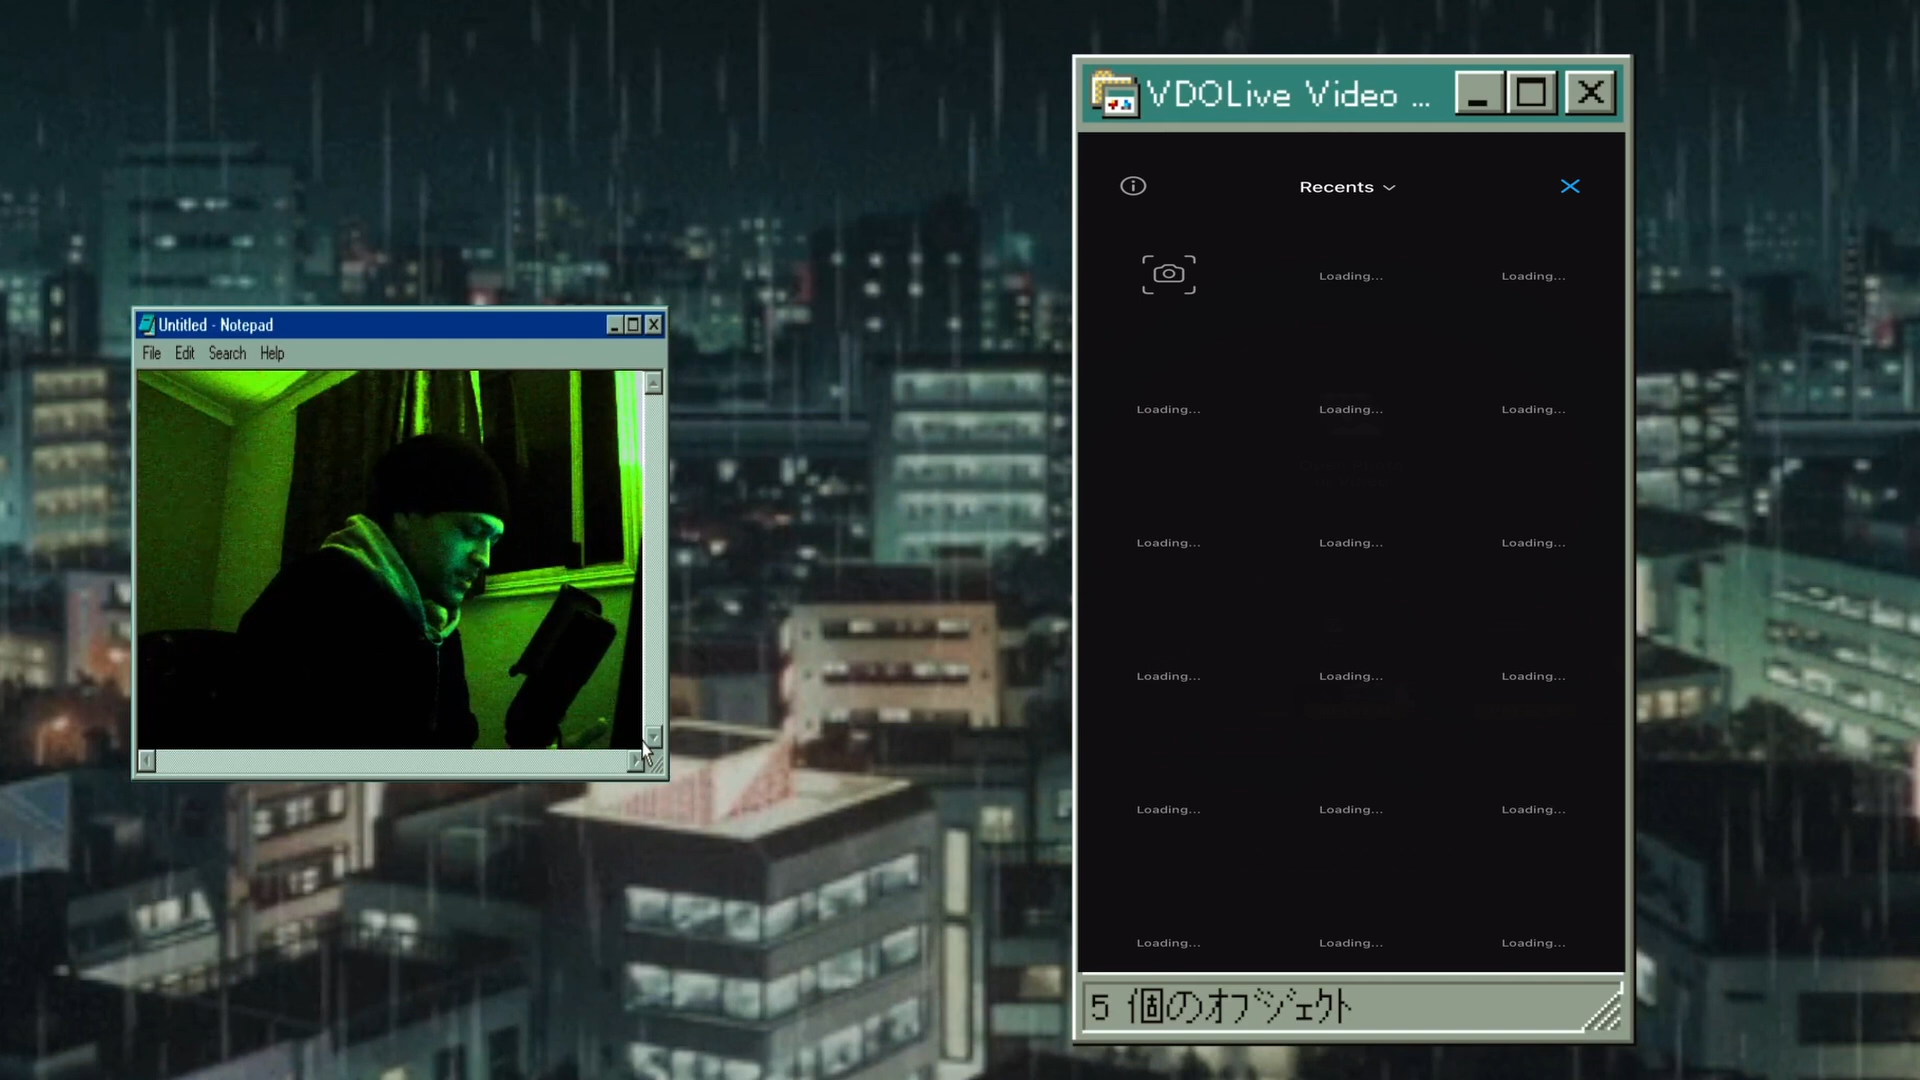 Untitled - Notepad
File Edit Search Help
VDOLive Video ...
Recents
Loading... Loading...
Loading... Loading... Loading...
Loading... Loading... Loading...
Loading... Loading... Loading...
Loading... Loading... Loading...
Loading... Loading... Loading...
5 個のオブジェクト